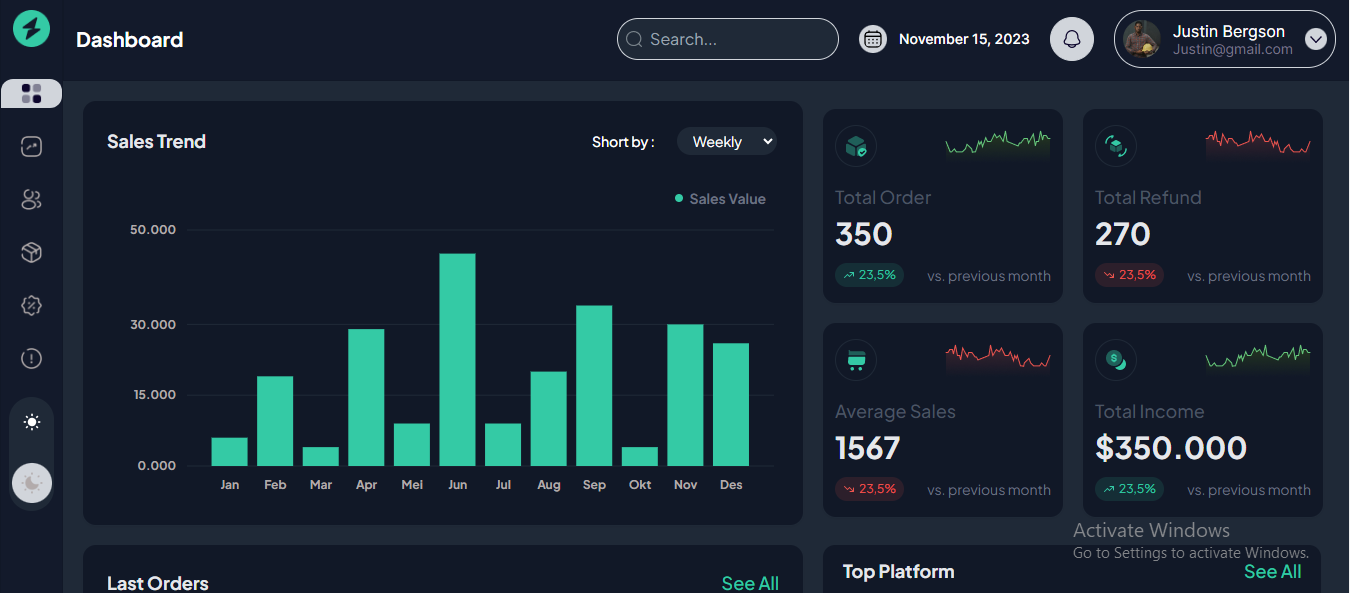 Dashboard
Search...
November 15, 2023
Justin Bergson
Justin@gmail.com
Sales Trend
Short by :
Weekly
Sales Value
50.000
30.000
15.000
0.000
Jan Feb Mar Apr Mei Jun Jul Aug Sep Okt Nov Des
Total Order
350
23,5% vs. previous month
Total Refund
270
23,5% vs. previous month
Average Sales
1567
23,5% vs. previous month
Total Income
$350.000
23,5% vs. previous month
Activate Windows
Go to Settings to activate Windows.
Last Orders
See All
Top Platform
See All